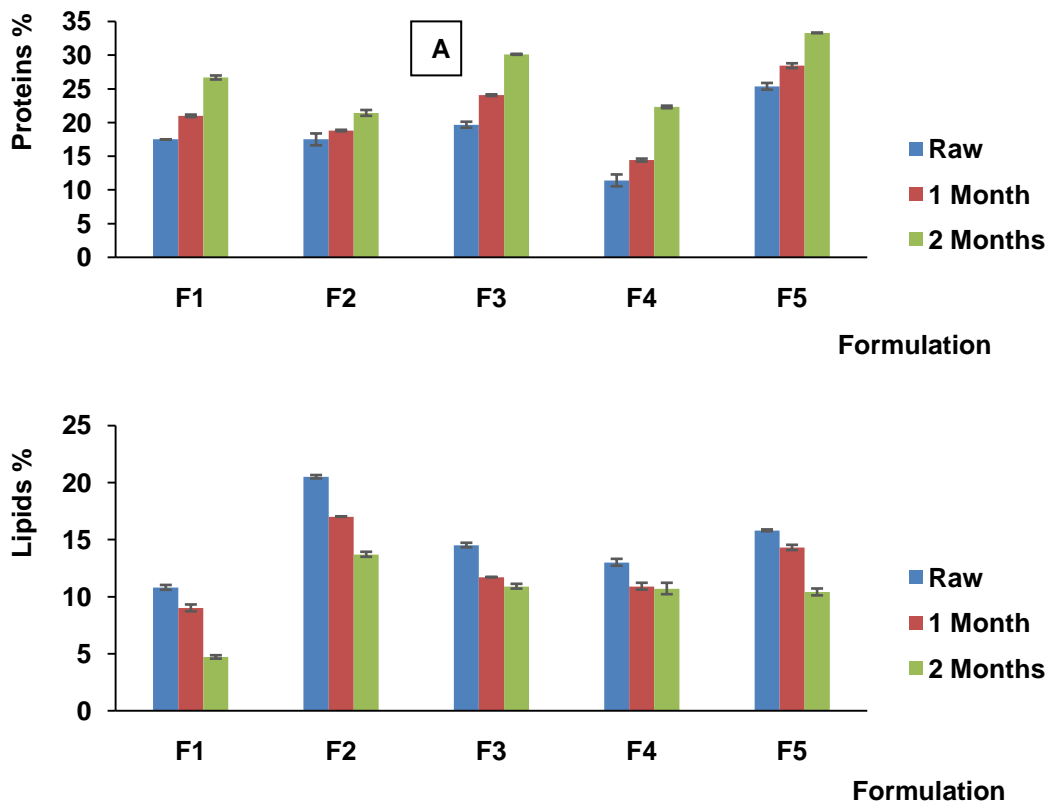 Proteins %
35
30
25
20
15
10
5
0
A
F1 F2 F3 F4 F5
Formulation
Raw
1 Month
2 Months
Lipids %
25
20
15
10
5
0
F1 F2 F3 F4 F5
Formulation
Raw
1 Month
2 Months